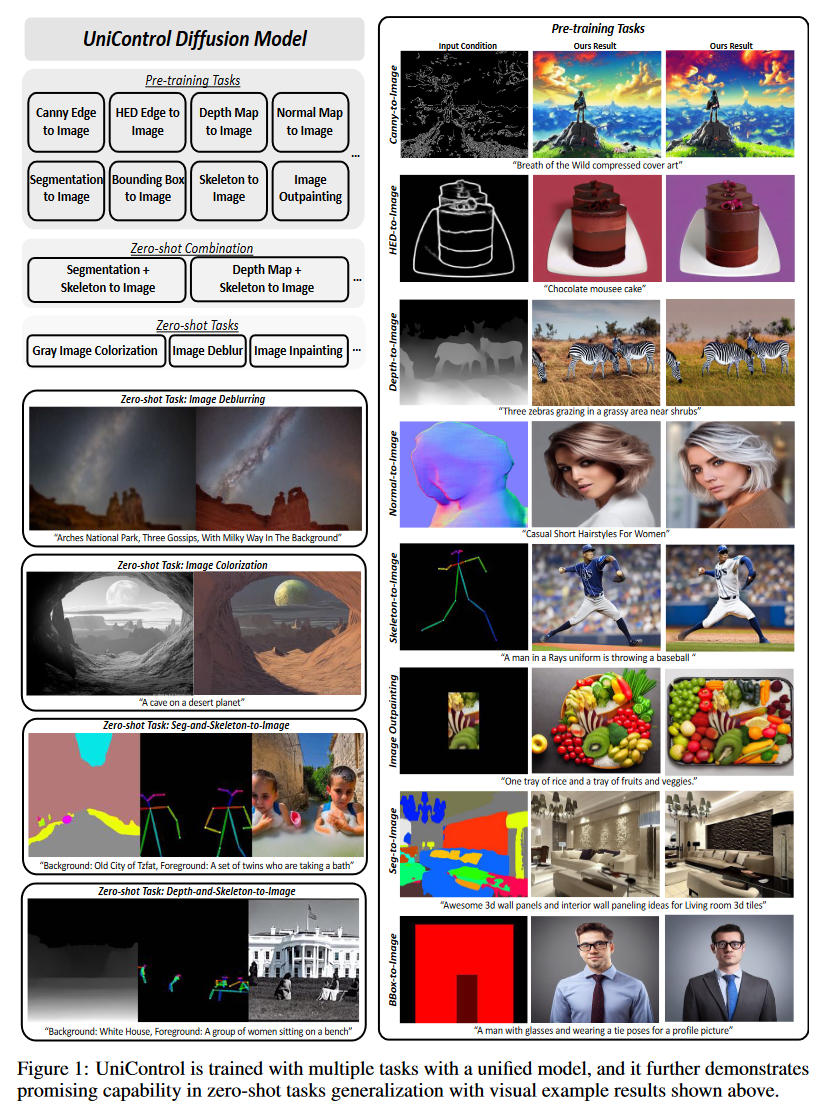 UniControl Diffusion Model
Pre-training Tasks
Canny Edge
to Image
HED Edge to
Image
Depth Map
to Image
Normal Map
to Image
...
Segmentation
to Image
Bounding Box
to Image
Skeleton to
Image
Image
Outpainting
Zero-shot Combination
Segmentation +
Skeleton to Image
Depth Map +
Skeleton to Image
...
Zero-shot Tasks
Gray Image Colorization
Image Deblur
Image Inpainting
...
Zero-shot Task: Image Deblurring
"Arches National Park, Three Gossips, With Milky Way In The Background"
Zero-shot Task: Image Colorization
"A cave on a desert planet"
Zero-shot Task: Seg-and-Skeleton-to-Image
"Background: Old City of Tzfat, Foreground: A set of twins who are taking a bath"
Zero-shot Task: Depth-and-Skeleton-to-Image
"Background: White House, Foreground: A group of women sitting on a bench"
Pre-training Tasks
Input Condition
Ours Result
Ours Result
Canny-to-Image
"Breath of the Wild compressed cover art"
HED-to-Image
"Chocolate mousee cake"
Depth-to-Image
"Three zebras grazing in a grassy area near shrubs"
Normal-to-Image
"Casual Short Hairstyles For Women"
Skeleton-to-Image
"A man in a Rays uniform is throwing a baseball "
Image Outpainting
"One tray of rice and a tray of fruits and veggies."
Seg-to-Image
"Awesome 3d wall panels and interior wall paneling ideas for Living room 3d tiles"
BBox-to-Image
"A man with glasses and wearing a tie poses for a profile picture"
Figure 1: UniControl is trained with multiple tasks with a unified model, and it further demonstrates
promising capability in zero-shot tasks generalization with visual example results shown above.